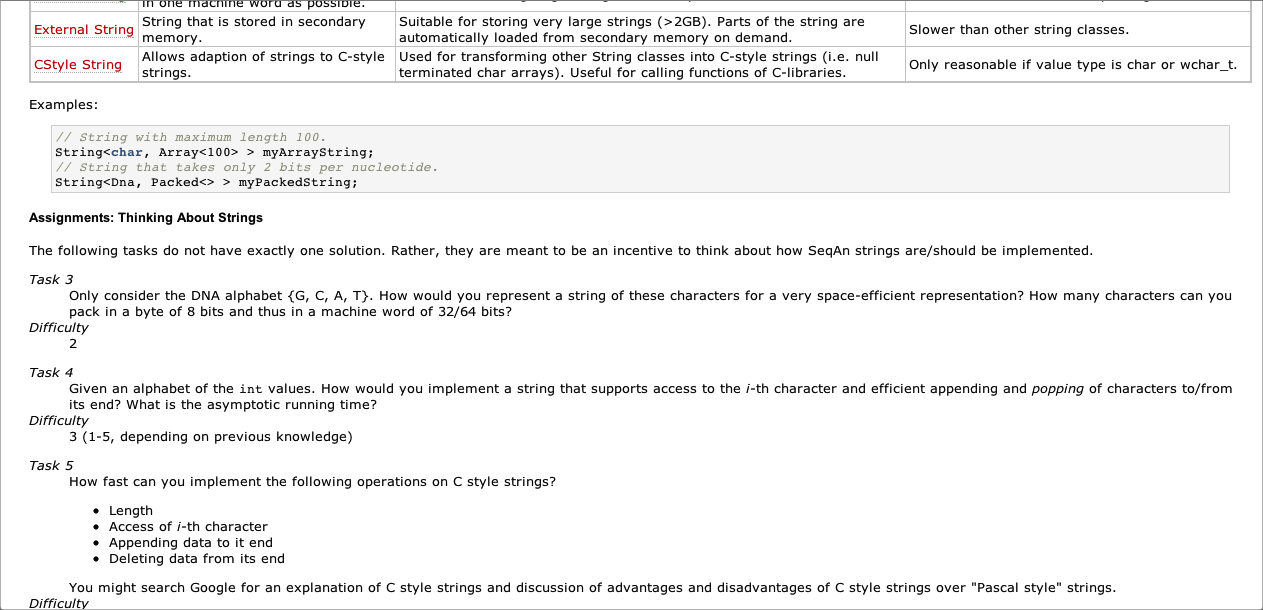 in one machine word as possible.
External String
String that is stored in secondary
memory.
Suitable for storing very large strings (>2GB). Parts of the string are
automatically loaded from secondary memory on demand.
Slower than other string classes.
CStyle String
Allows adaption of strings to C-style
strings.
Used for transforming other String classes into C-style strings (i.e. null
terminated char arrays). Useful for calling functions of C-libraries.
Only reasonable if value type is char or wchar_t.
Examples:
// String with maximum length 100.
String<char, Array<100> > myArrayString;
// String that takes only 2 bits per nucleotide.
String<Dna, Packed<> > myPackedString;
Assignments: Thinking About Strings
The following tasks do not have exactly one solution. Rather, they are meant to be an incentive to think about how SeqAn strings are/should be implemented.
Task 3
Only consider the DNA alphabet {G, C, A, T}. How would you represent a string of these characters for a very space-efficient representation? How many characters can you
pack in a byte of 8 bits and thus in a machine word of 32/64 bits?
Difficulty
2
Task 4
Given an alphabet of the int values. How would you implement a string that supports access to the i-th character and efficient appending and popping of characters to/from
its end? What is the asymptotic running time?
Difficulty
3 (1-5, depending on previous knowledge)
Task 5
How fast can you implement the following operations on C style strings?
• Length
• Access of i-th character
• Appending data to it end
• Deleting data from its end
You might search Google for an explanation of C style strings and discussion of advantages and disadvantages of C style strings over "Pascal style" strings.
Difficulty